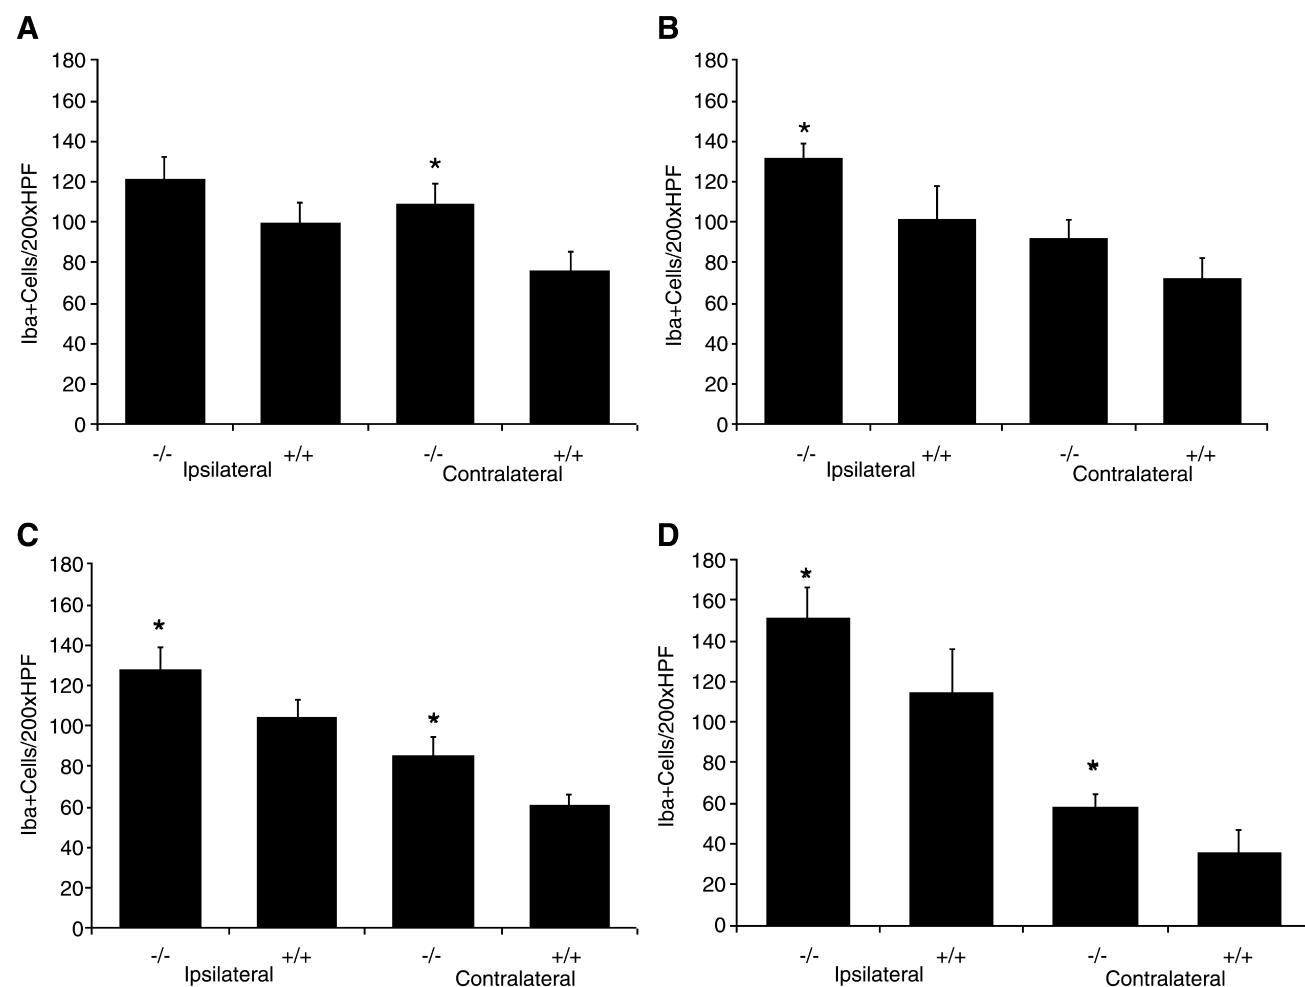 A
180
160
140
120
100
80
60
40
20
0
Iba+Cells/200xHPF
*
-/- +/+ -/- +/+
Ipsilateral Contralateral
B
180
160
140
120
100
80
60
40
20
0
Iba+Cells/200xHPF
*
-/- +/+ -/- +/+
Ipsilateral Contralateral
C
180
160
140
120
100
80
60
40
20
0
Iba+Cells/200xHPF
*
*
-/- +/+ -/- +/+
Ipsilateral Contralateral
D
180
160
140
120
100
80
60
40
20
0
Iba+Cells/200xHPF
*
*
-/- +/+ -/- +/+
Ipsilateral Contralateral